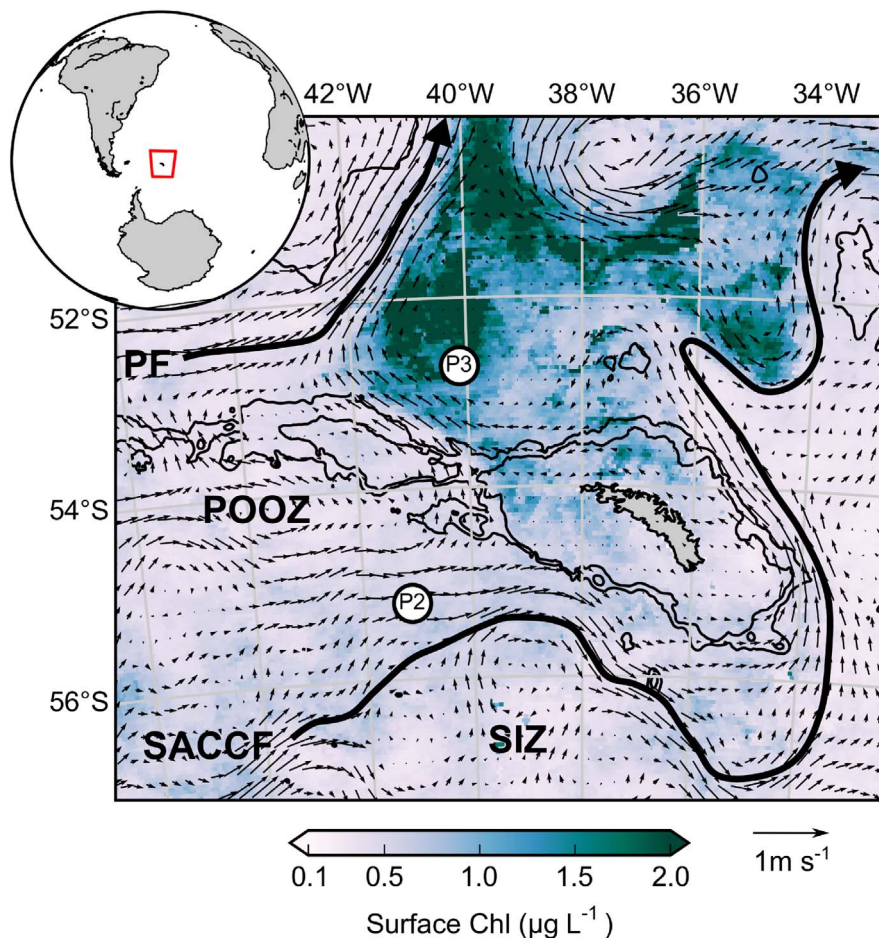 42°W 40°W 38°W 36°W 34°W
52°S
PF
P3
54°S
POOZ
P2
56°S
SACCF
SIZ
0.1 0.5 1.0 1.5 2.0
1m s⁻¹
Surface Chl (µg L⁻¹)